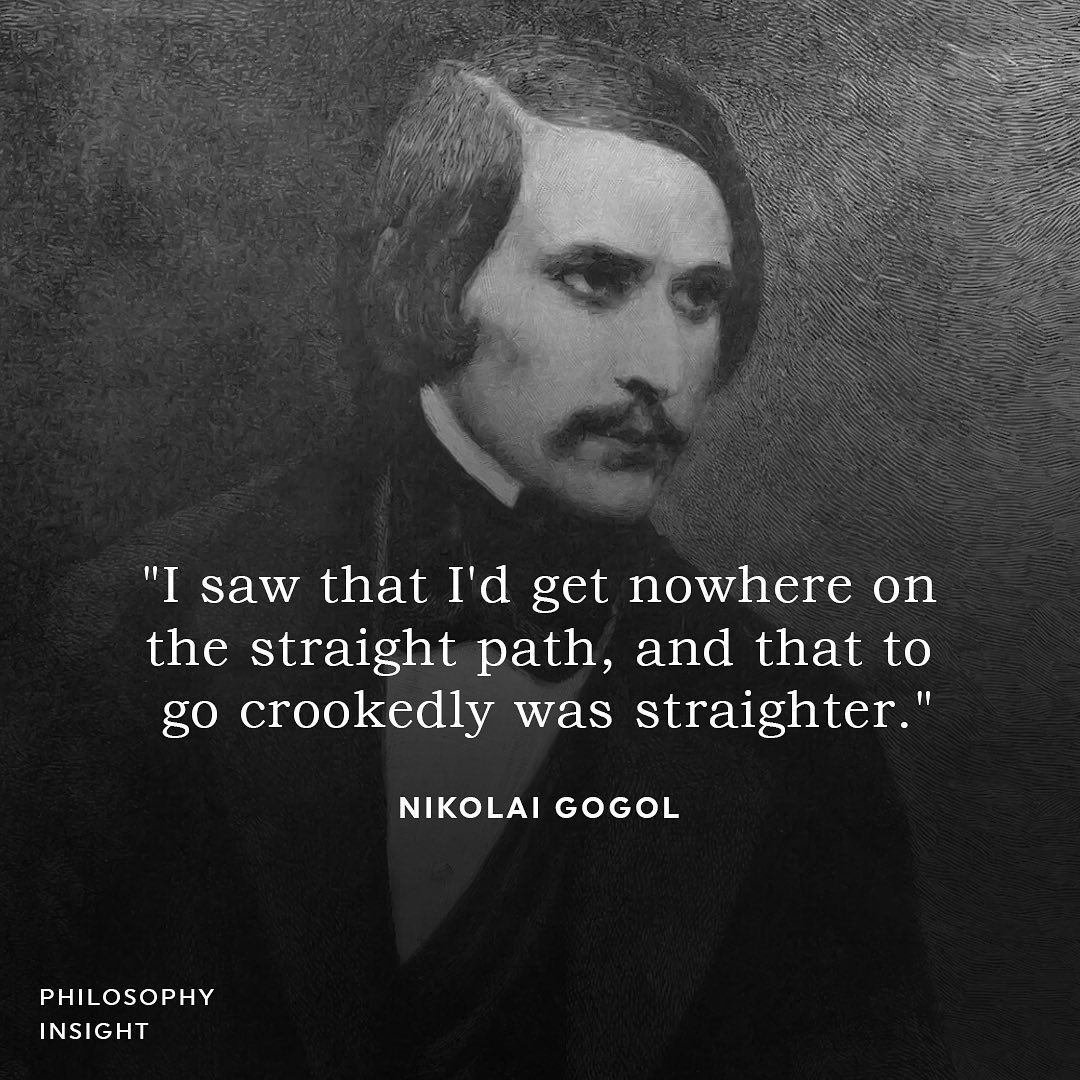 "I saw that I'd get nowhere on
the straight path, and that to
go crookedly was straighter."
NIKOLAI GOGOL
PHILOSOPHY
INSIGHT